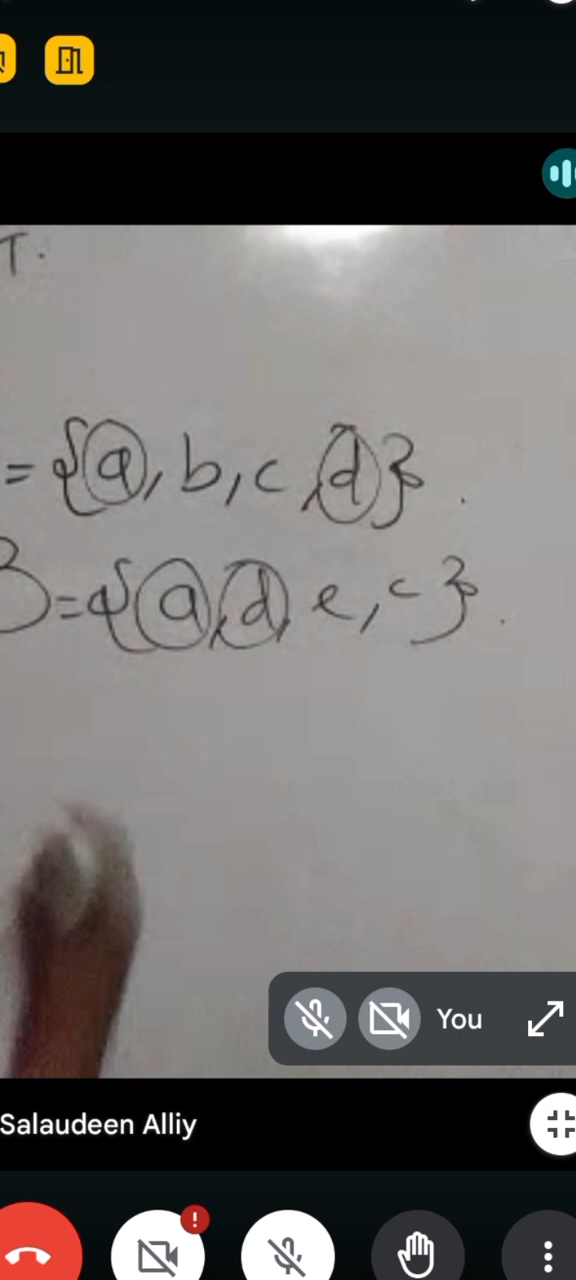 T.
= {a, b, c, d}.
B = {a, d, e, c}.
You
Salaudeen Alliy
!